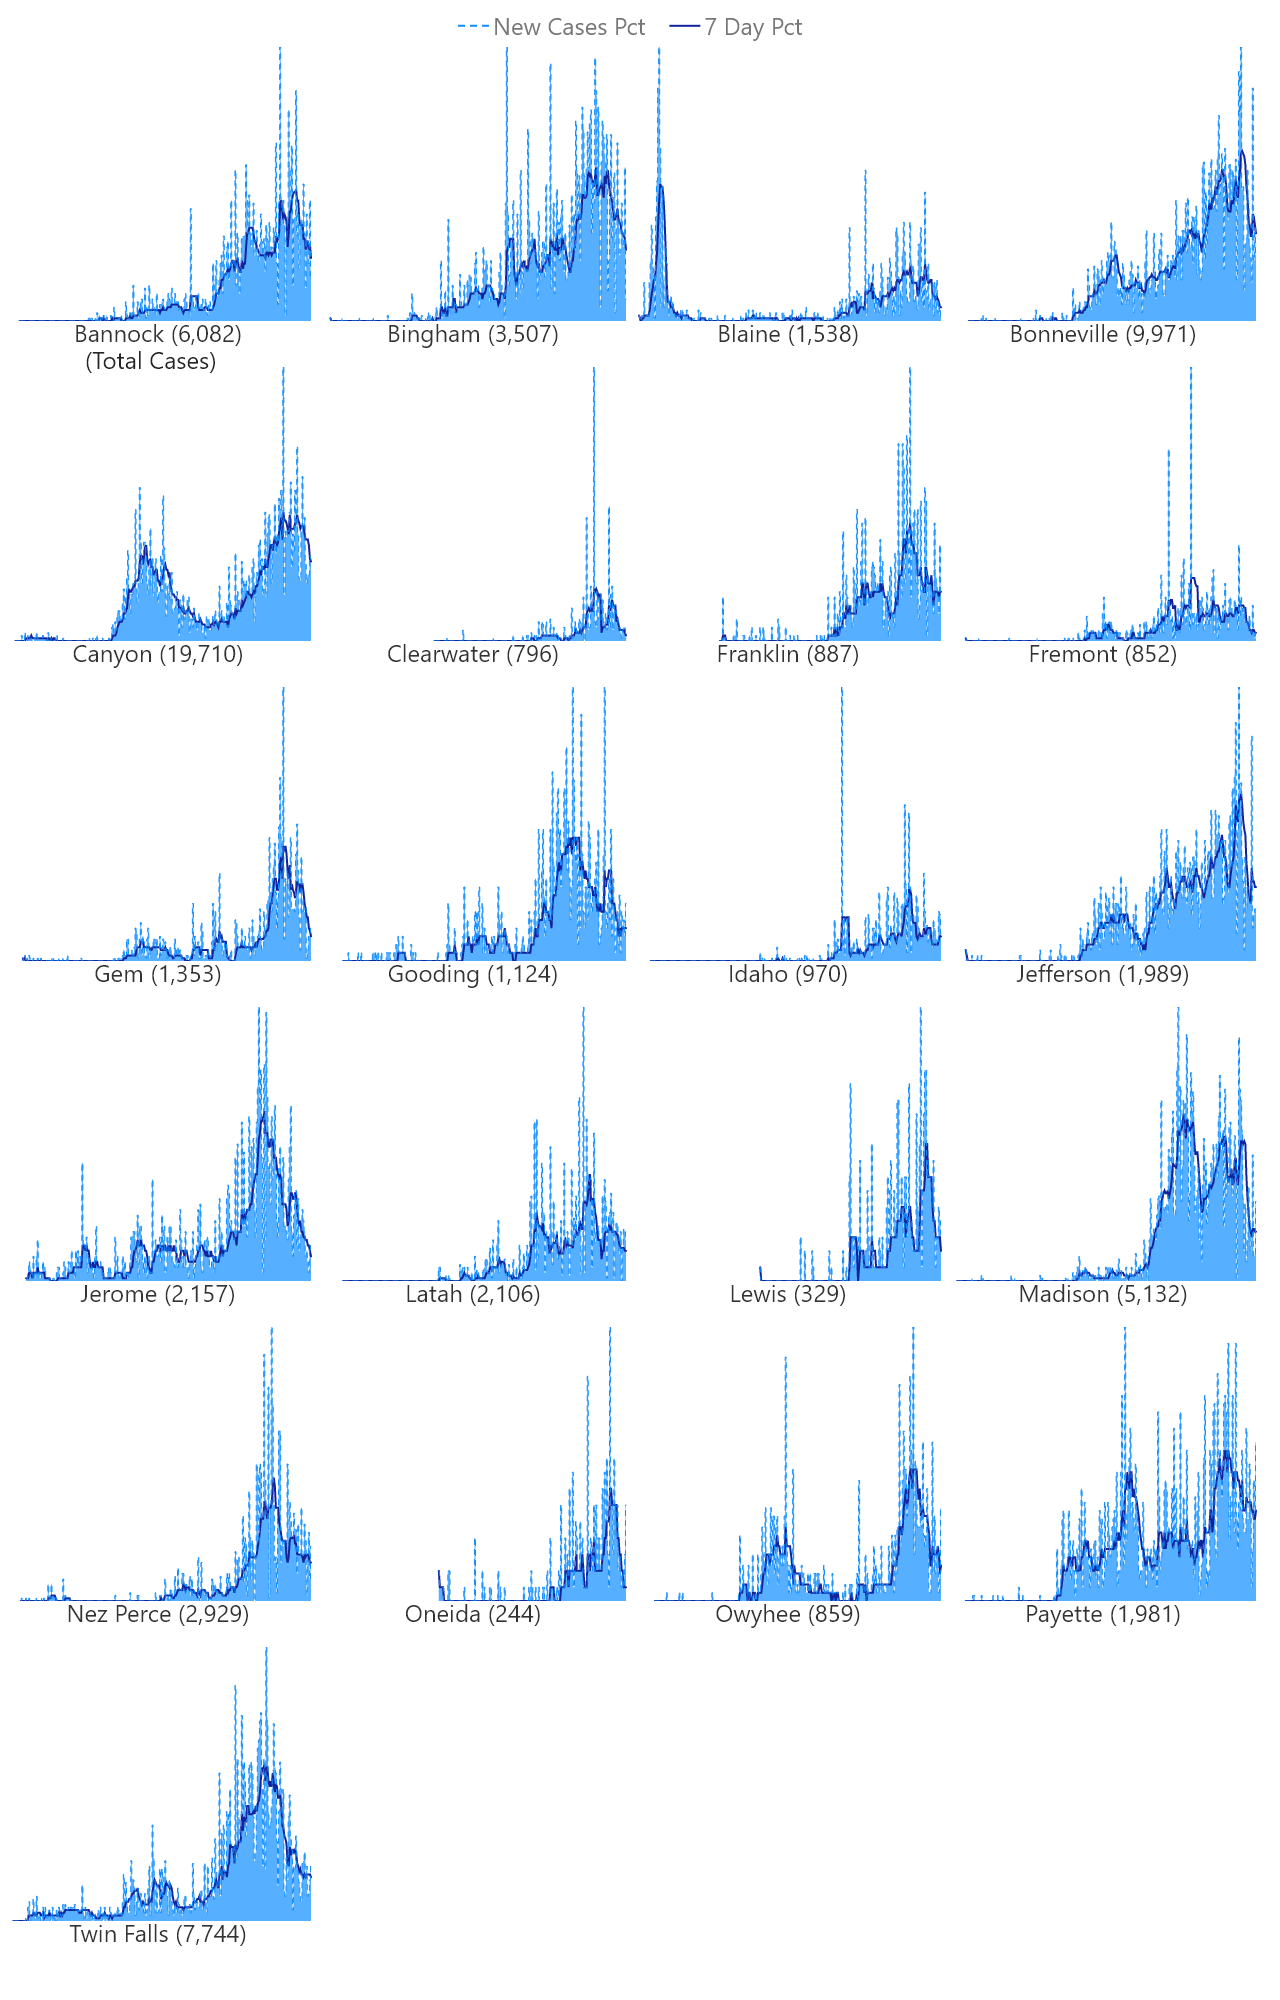 New Cases Pct 7 Day Pct
Bannock (6,082) Bingham (3,507) Blaine (1,538) Bonneville (9,971)
(Total Cases)
Canyon (19,710) Clearwater (796) Franklin (887) Fremont (852)
Gem (1,353) Gooding (1,124) Idaho (970) Jefferson (1,989)
Jerome (2,157) Latah (2,106) Lewis (329) Madison (5,132)
Nez Perce (2,929) Oneida (244) Owyhee (859) Payette (1,981)
Twin Falls (7,744)